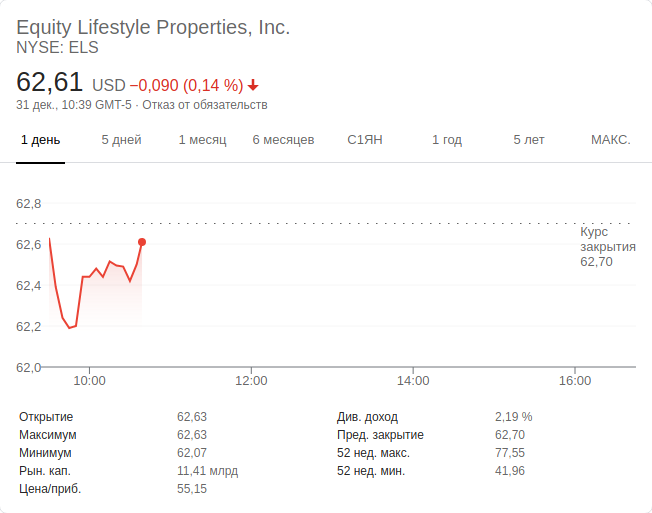 Equity Lifestyle Properties, Inc.
NYSE: ELS
62,61 USD −0,090 (0,14 %)
31 дек., 10:39 GMT-5 · Отказ от обязательств
1 день 5 дней 1 месяц 6 месяцев С1ЯН 1 год 5 лет МАКС.
62,8
62,6
62,4
62,2
62,0
Курс
закрытия
62,70
10:00 12:00 14:00 16:00
Открытие 62,63 Див. доход 2,19 %
Максимум 62,63 Пред. закрытие 62,70
Минимум 62,07 52 нед. макс. 77,55
Рын. кап. 11,41 млрд 52 нед. мин. 41,96
Цена/приб. 55,15